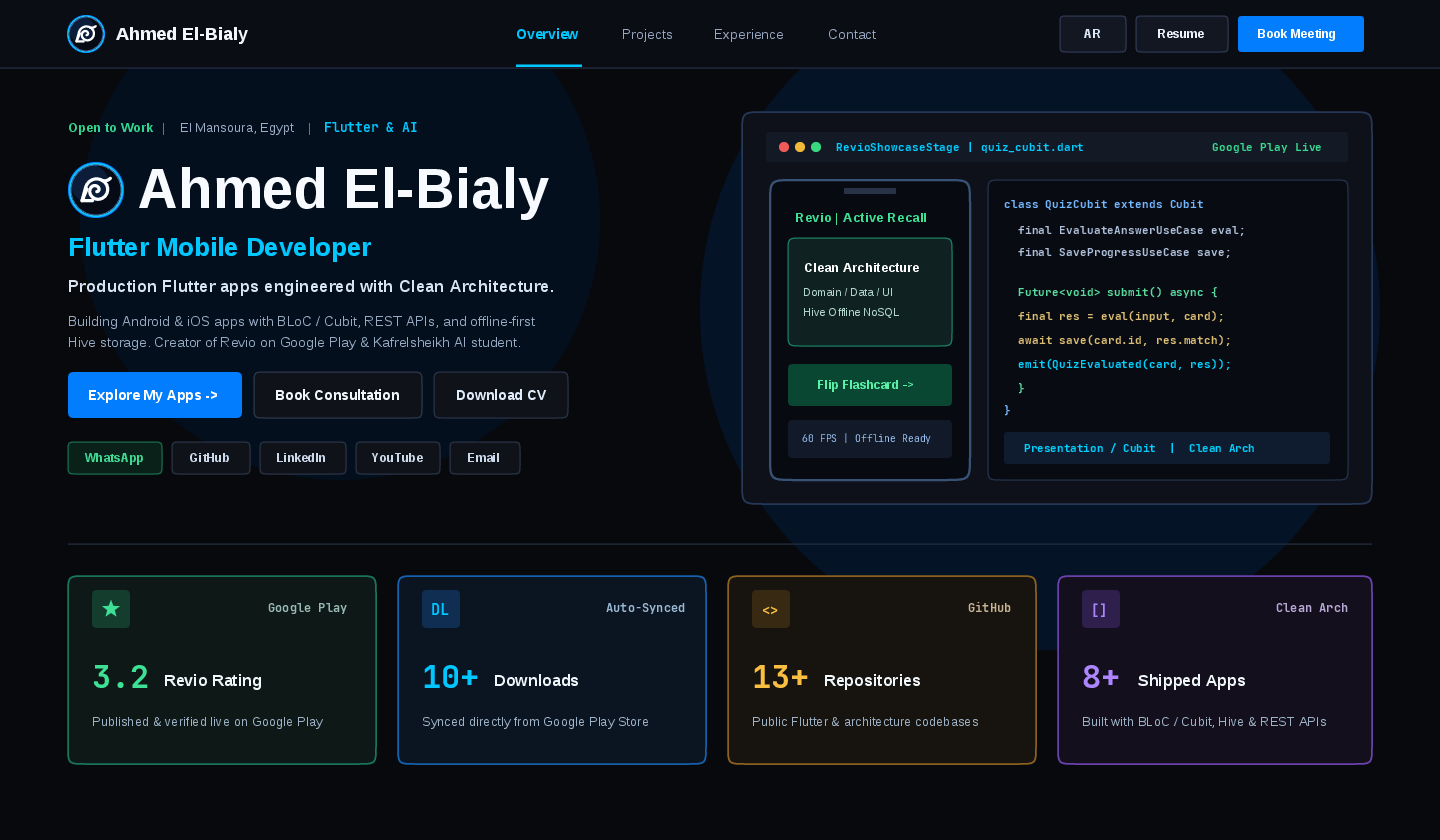 Ahmed El-Bialy
Overview Projects Experience Contact
AR Resume Book Meeting
Open to Work | El Mansoura, Egypt | Flutter & AI
Ahmed El-Bialy
Flutter Mobile Developer
Production Flutter apps engineered with Clean Architecture.
Building Android & iOS apps with BLoC / Cubit, REST APIs, and offline-first
Hive storage. Creator of Revio on Google Play & Kafrelsheikh AI student.
Explore My Apps -> Book Consultation Download CV
WhatsApp GitHub LinkedIn YouTube Email
RevioShowcaseStage | quiz_cubit.dart Google Play Live
Revio | Active Recall
Clean Architecture
Domain / Data / UI
Hive Offline NoSQL
Flip Flashcard ->
60 FPS | Offline Ready
class QuizCubit extends Cubit
final EvaluateAnswerUseCase eval;
final SaveProgressUseCase save;
Future<void> submit() async {
final res = eval(input, card);
await save(card.id, res.match);
emit(QuizEvaluated(card, res));
}
}
Presentation / Cubit | Clean Arch
Google Play
3.2 Revio Rating
Published & verified live on Google Play
DL Auto-Synced
10+ Downloads
Synced directly from Google Play Store
<> GitHub
13+ Repositories
Public Flutter & architecture codebases
[] Clean Arch
8+ Shipped Apps
Built with BLoC / Cubit, Hive & REST APIs